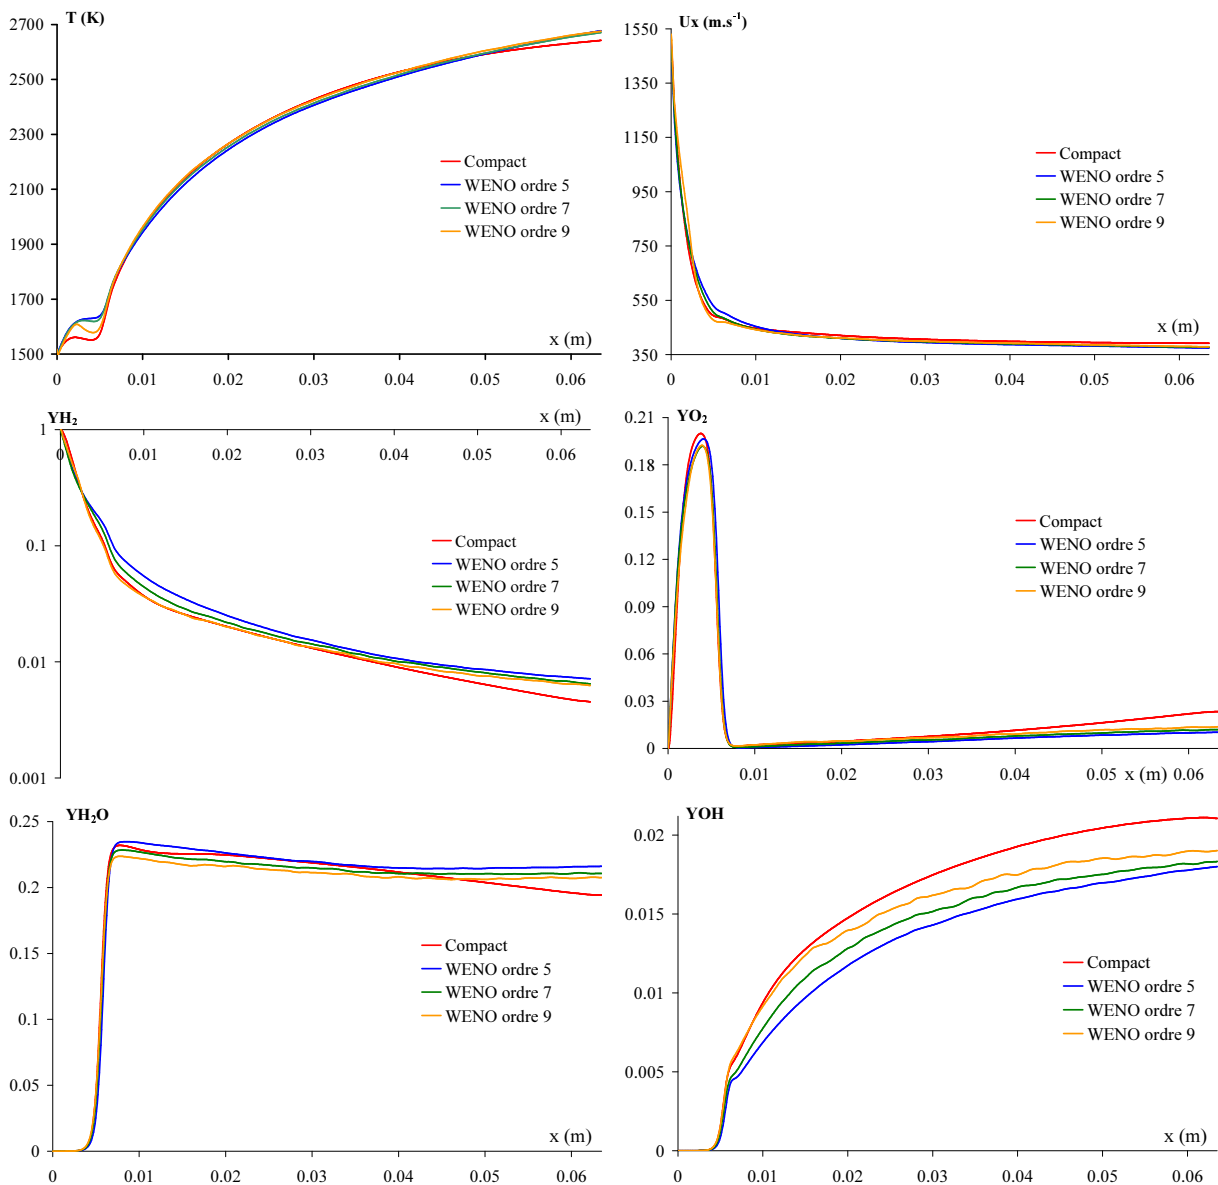 T (K)
2700
2500
2300
2100
1900
1700
1500
0
0.01
0.02
0.03
0.04
0.05
0.06
x (m)
Compact
WENO ordre 5
WENO ordre 7
WENO ordre 9
Ux (m.s⁻¹)
1550
1350
1150
950
750
550
350
0
0.01
0.02
0.03
0.04
0.05
0.06
x (m)
Compact
WENO ordre 5
WENO ordre 7
WENO ordre 9
YH₂
x (m)
1
0.1
0.01
0.001
0
0.01
0.02
0.03
0.04
0.05
0.06
Compact
WENO ordre 5
WENO ordre 7
WENO ordre 9
YO₂
0.21
0.18
0.15
0.12
0.09
0.06
0.03
0
0
0.01
0.02
0.03
0.04
x (m)
0.05
0.06
Compact
WENO ordre 5
WENO ordre 7
WENO ordre 9
YH₂O
0.25
0.2
0.15
0.1
0.05
0
0
0.01
0.02
0.03
0.04
0.05
0.06
x (m)
Compact
WENO ordre 5
WENO ordre 7
WENO ordre 9
YOH
0.02
0.015
0.01
0.005
0
0
0.01
0.02
0.03
0.04
0.05
0.06
x (m)
Compact
WENO ordre 5
WENO ordre 7
WENO ordre 9